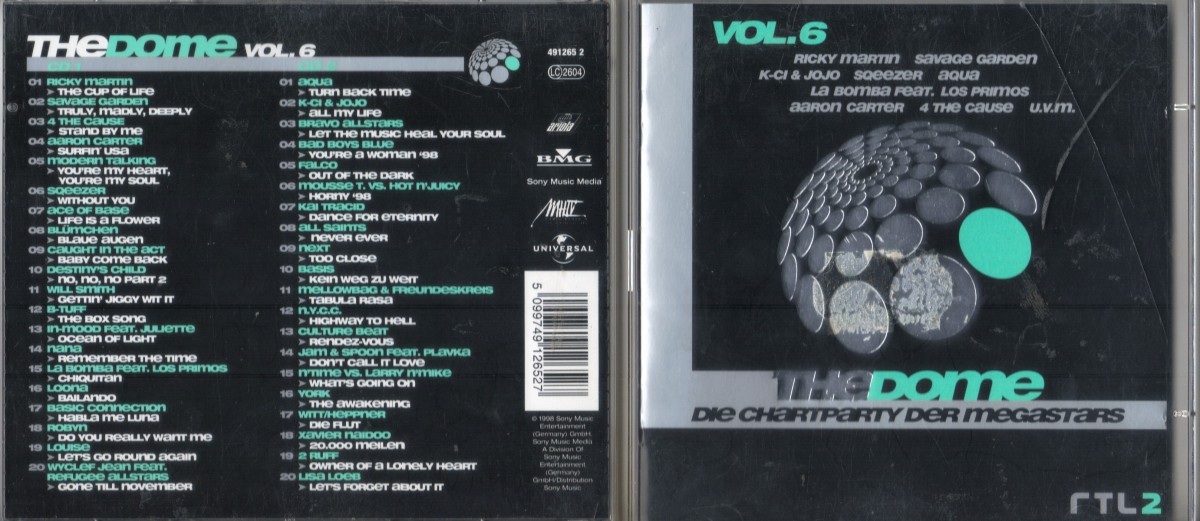 THE DOME VOL. 6
CD 1
01 RICKY MARTIN
➤ THE CUP OF LIFE
02 SAVAGE GARDEN
➤ TRULY, MADLY, DEEPLY
03 4 THE CAUSE
➤ STAND BY ME
04 AARON CARTER
➤ SURFIN' USA
05 MODERN TALKING
➤ YOU'RE MY HEART,
YOU'RE MY SOUL
06 SQEEZER
➤ WITHOUT YOU
07 ACE OF BASE
➤ LIFE IS A FLOWER
08 BLÜMCHEN
➤ BLAUE AUGEN
09 CAUGHT IN THE ACT
➤ BABY COME BACK
10 DESTINY'S CHILD
➤ NO, NO, NO PART 2
11 WILL SMITH
➤ GETTIN' JIGGY WIT IT
12 B-TUFF
➤ THE BOX SONG
13 IN-MOOD FEAT. JULIETTE
➤ OCEAN OF LIGHT
14 NANA
➤ REMEMBER THE TIME
15 LA BOMBA FEAT. LOS PRIMOS
➤ CHIQUITAN
16 LOONA
➤ BAILANDO
17 BASIC CONNECTION
➤ HABLA ME LUNA
18 ROBYN
➤ DO YOU REALLY WANT ME
19 LOUISE
➤ LET'S GO ROUND AGAIN
20 WYCLEF JEAN FEAT.
REFUGEE ALLSTARS
➤ GONE TILL NOVEMBER
CD 2
01 AQUA
➤ TURN BACK TIME
02 K-CI & JOJO
➤ ALL MY LIFE
03 BRAVO ALLSTARS
➤ LET THE MUSIC HEAL YOUR SOUL
04 BAD BOYS BLUE
➤ YOU'RE A WOMAN '98
05 FALCO
➤ OUT OF THE DARK
06 MOUSSE T. VS. HOT N'JUICY
➤ HORNY '98
07 KAI TRACID
➤ DANCE FOR ETERNITY
08 ALL SAINTS
➤ NEVER EVER
09 NEXT
➤ TOO CLOSE
10 BASIS
➤ KEIN WEG ZU WEIT
11 MELLOWBAG & FREUNDESKREIS
➤ TABULA RASA
12 N.Y.C.C.
➤ HIGHWAY TO HELL
13 CULTURE BEAT
➤ RENDEZ-VOUS
14 JAM & SPOON FEAT. PLAVKA
➤ DON'T CALL IT LOVE
15 N'TIME VS. LARRY N'MIKE
➤ WHAT'S GOING ON
16 YORK
➤ THE AWAKENING
17 WITT/HEPPNER
➤ DIE FLUT
18 XAVIER NAIDOO
➤ 20.000 MEILEN
19 2 RUFF
➤ OWNER OF A LONELY HEART
20 LISA LOEB
➤ LET'S FORGET ABOUT IT
491265 2
LC 2604
ariola
BMG
Sony Music Media
UNIVERSAL
5 099749 126527
© 1998 Sony Music
Entertainment
(Germany) GmbH
Sony Music Media
A Division Of
Sony Music
Entertainment
(Germany)
GmbH/Distribution
Sony Music
VOL. 6
RICKY MARTIN SAVAGE GARDEN
K-CI & JOJO SQEEZER AQUA
LA BOMBA FEAT. LOS PRIMOS
AARON CARTER 4 THE CAUSE U.V.M.
THE DOME
DIE CHARTPARTY DER MEGASTARS
RTL2